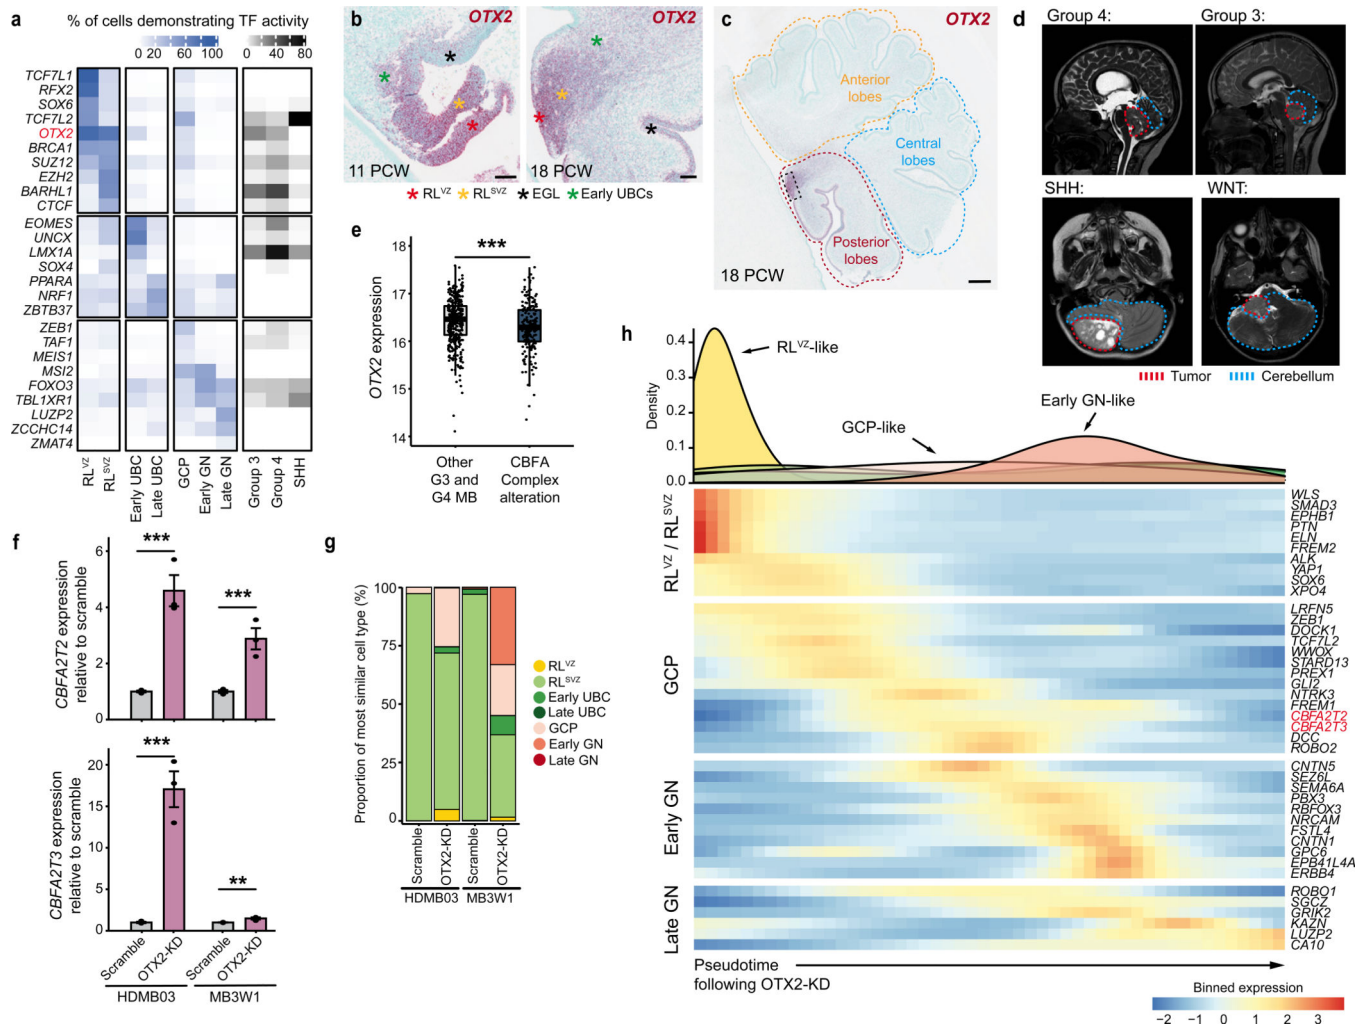 a
% of cells demonstrating TF activity
0 20 60 100
0 40 80
TCF7L1
RFX2
SOX6
TCF7L2
OTX2
BRCA1
SUZ12
EZH2
BARHL1
CTCF
EOMES
UNCX
LMX1A
SOX4
PPARA
NRF1
ZBTB37
ZEB1
TAF1
MEIS1
MSI2
FOXO3
TBL1XR1
LUZP2
ZCCHC14
ZMAT4
RLVZ
RLSVZ
Early UBC
Late UBC
GCP
Early GN
Late GN
Group 3
Group 4
SHH
b
OTX2
OTX2
11 PCW
18 PCW
* RLVZ * RLSVZ * EGL * Early UBCs
c
OTX2
Anterior
lobes
Central
lobes
Posterior
lobes
18 PCW
d
Group 4:
Group 3:
SHH:
WNT:
Tumor
Cerebellum
e
***
OTX2 expression
18
17
16
15
14
Other
G3 and
G4 MB
CBFA
Complex
alteration
f
CBFA2T2 expression
relative to scramble
6
4
2
0
***
***
CBFA2T3 expression
relative to scramble
20
15
10
5
0
***
**
Scramble
OTX2-KD
Scramble
OTX2-KD
HDMB03
MB3W1
g
Proportion of most similar cell type (%)
100
75
50
25
0
Scramble
OTX2-KD
Scramble
OTX2-KD
HDMB03
MB3W1
RLVZ
RLSVZ
Early UBC
Late UBC
GCP
Early GN
Late GN
h
Density
0.4
0.3
0.2
0.1
0.0
RLVZ-like
GCP-like
Early GN-like
RLVZ / RLSVZ
WLS
SMAD3
EPHB1
PTN
ELN
FREM2
ALK
YAP1
SOX6
XPO4
GCP
LRFN5
ZEB1
DOCK1
TCF7L2
WWOX
STARD13
PREX1
GLI2
NTRK3
FREM1
CBFA2T2
CBFA2T3
DCC
ROBO2
Early GN
CNTN5
SEZ6L
SEMA6A
PBX3
RBFOX3
NRCAM
FSTL4
CNTN1
GPC6
EPB41L4A
ERBB4
Late GN
ROBO1
SGCZ
GRIK2
KAZN
LUZP2
CA10
Pseudotime
following OTX2-KD
Binned expression
−2 −1 0 1 2 3